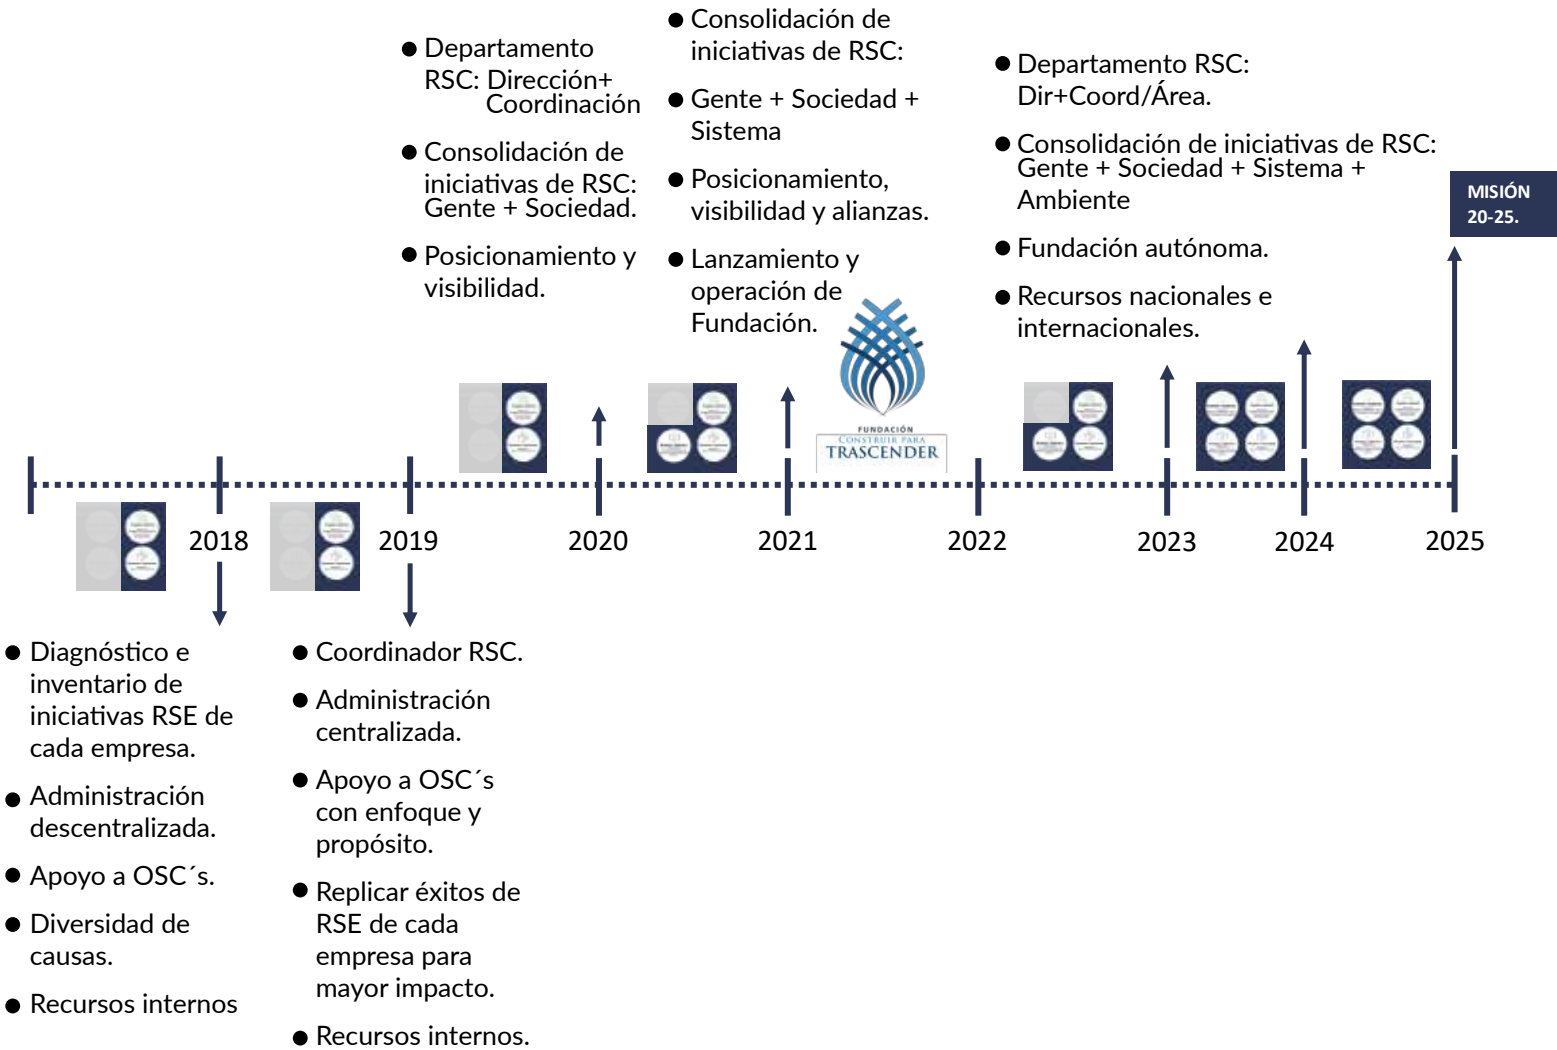 Departamento
RSC: Dirección+
Coordinación
Consolidación de
iniciativas de RSC:
Gente + Sociedad.
Posicionamiento y
visibilidad.
Consolidación de
iniciativas de RSC:
Gente + Sociedad +
Sistema
Posicionamiento,
visibilidad y alianzas.
Lanzamiento y
operación de
Fundación.
Departamento RSC:
Dir+Coord/Área.
Consolidación de iniciativas de RSC:
Gente + Sociedad + Sistema +
Ambiente
Fundación autónoma.
Recursos nacionales e
internacionales.
MISIÓN
20-25.
FUNDACIÓN
CONSTRUIR PARA
TRASCENDER
2018
2019
2020
2021
2022
2023
2024
2025
Diagnóstico e
inventario de
iniciativas RSE de
cada empresa.
Administración
descentralizada.
Apoyo a OSC´s.
Diversidad de
causas.
Recursos internos
Coordinador RSC.
Administración
centralizada.
Apoyo a OSC´s
con enfoque y
propósito.
Replicar éxitos de
RSE de cada
empresa para
mayor impacto.
Recursos internos.